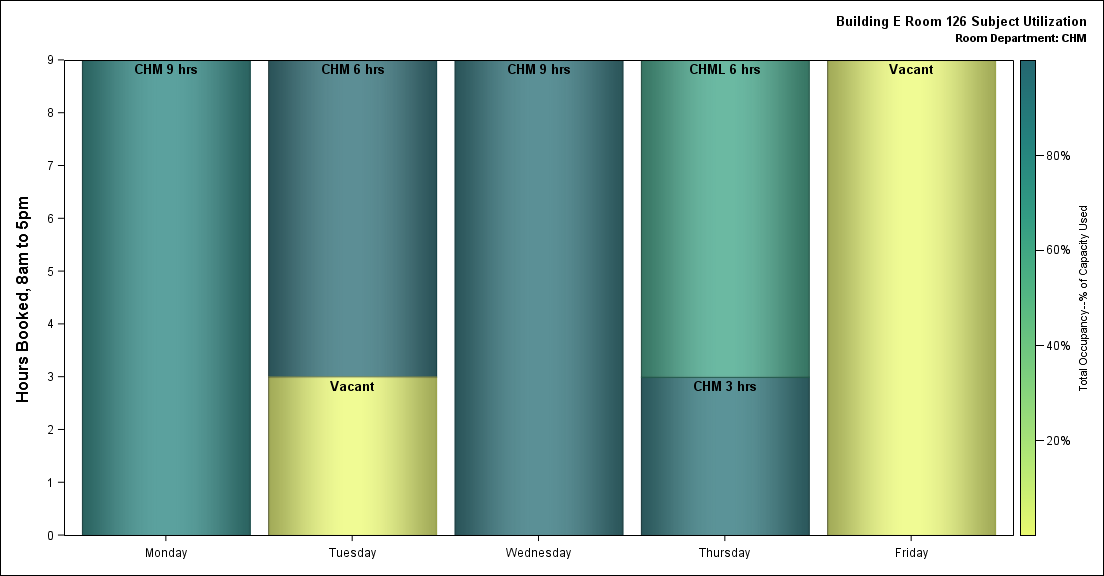 Building E Room 126 Subject Utilization
Room Department: CHM
Hours Booked, 8am to 5pm
9
8
7
6
5
4
3
2
1
0
CHM 9 hrs
CHM 6 hrs
CHM 9 hrs
CHML 6 hrs
Vacant
Vacant
CHM 3 hrs
Monday
Tuesday
Wednesday
Thursday
Friday
80%
60%
40%
20%
Total Occupancy--% of Capacity Used